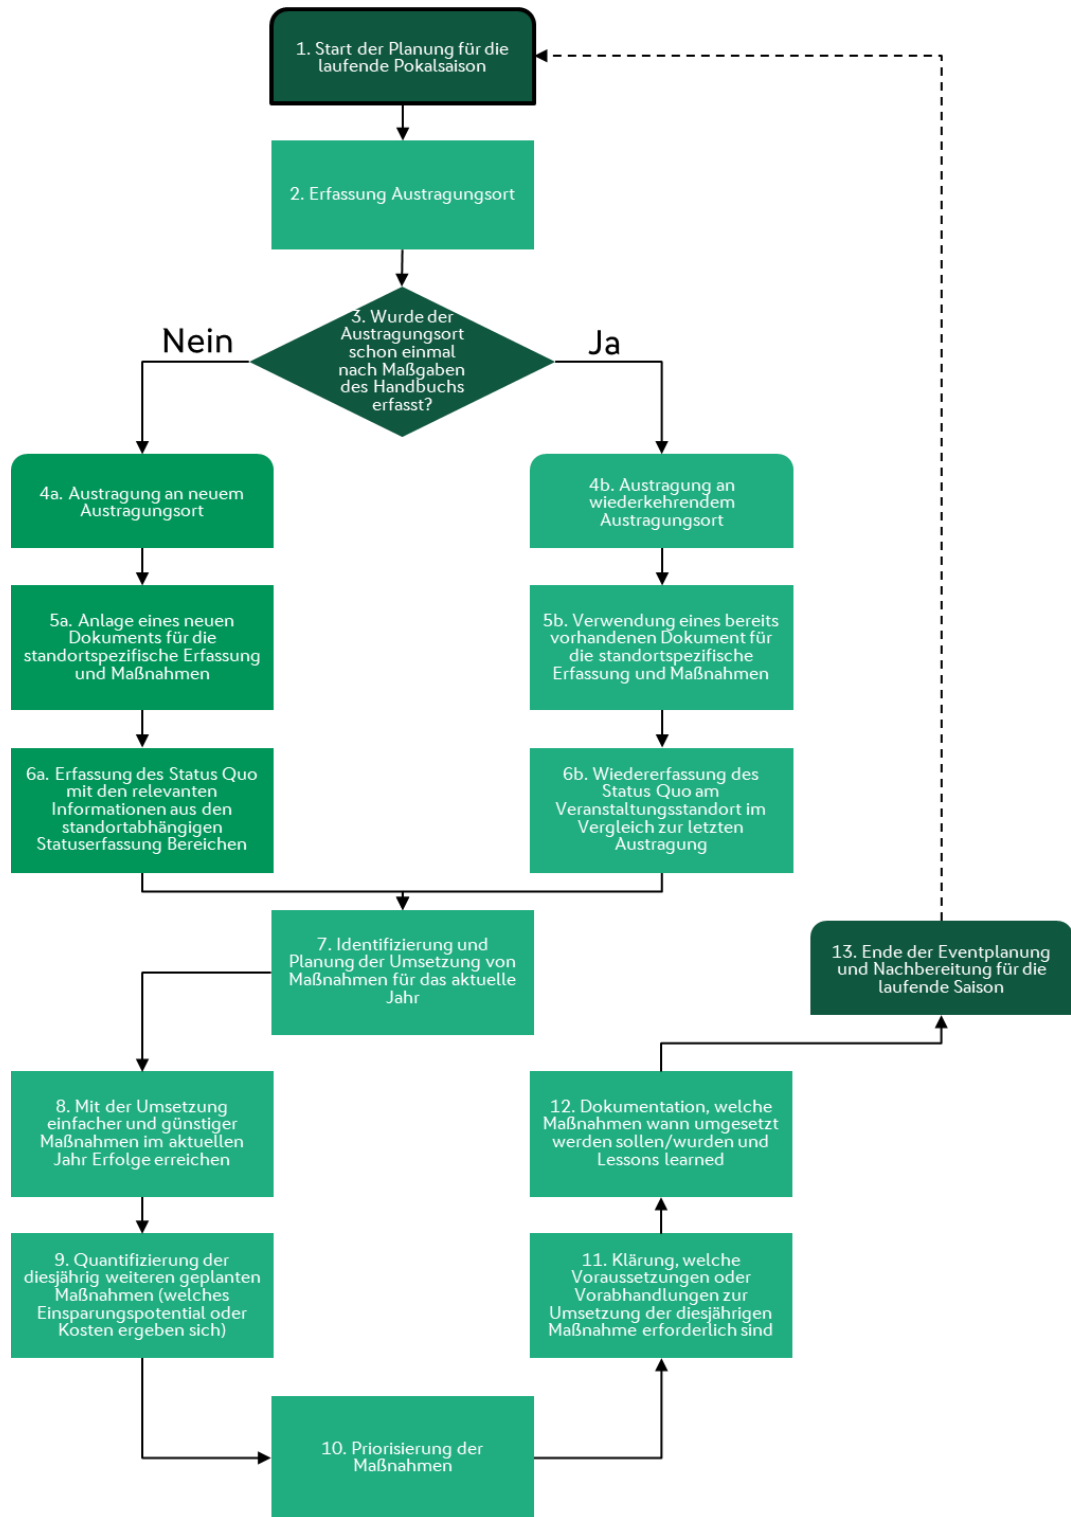 1. Start der Planung für die
laufende Pokalsaison
2. Erfassung Austragungsort
3. Wurde der
Austragungsort
schon einmal
nach Maßgaben
des Handbuchs
erfasst?
Nein
Ja
4a. Austragung an neuem
Austragungsort
4b. Austragung an
wiederkehrendem
Austragungsort
5a. Anlage eines neuen
Dokuments für die
standortspezifische Erfassung
und Maßnahmen
5b. Verwendung eines bereits
vorhandenen Dokument für
die standortspezifische
Erfassung und Maßnahmen
6a. Erfassung des Status Quo
mit den relevanten
Informationen aus den
standortabhängigen
Statuserfassung Bereichen
6b. Wiedererfassung des
Status Quo am
Veranstaltungsstandort im
Vergleich zur letzten
Austragung
7. Identifizierung und
Planung der Umsetzung von
Maßnahmen für das aktuelle
Jahr
8. Mit der Umsetzung
einfacher und günstiger
Maßnahmen im aktuellen
Jahr Erfolge erreichen
9. Quantifizierung der
diesjährig weiteren geplanten
Maßnahmen (welches
Einsparungspotential oder
Kosten ergeben sich)
10. Priorisierung der
Maßnahmen
11. Klärung, welche
Voraussetzungen oder
Vorabhandlungen zur
Umsetzung der diesjährigen
Maßnahme erforderlich sind
12. Dokumentation, welche
Maßnahmen wann umgesetzt
werden sollen/wurden und
Lessons learned
13. Ende der Eventplanung
und Nachbereitung für die
laufende Saison